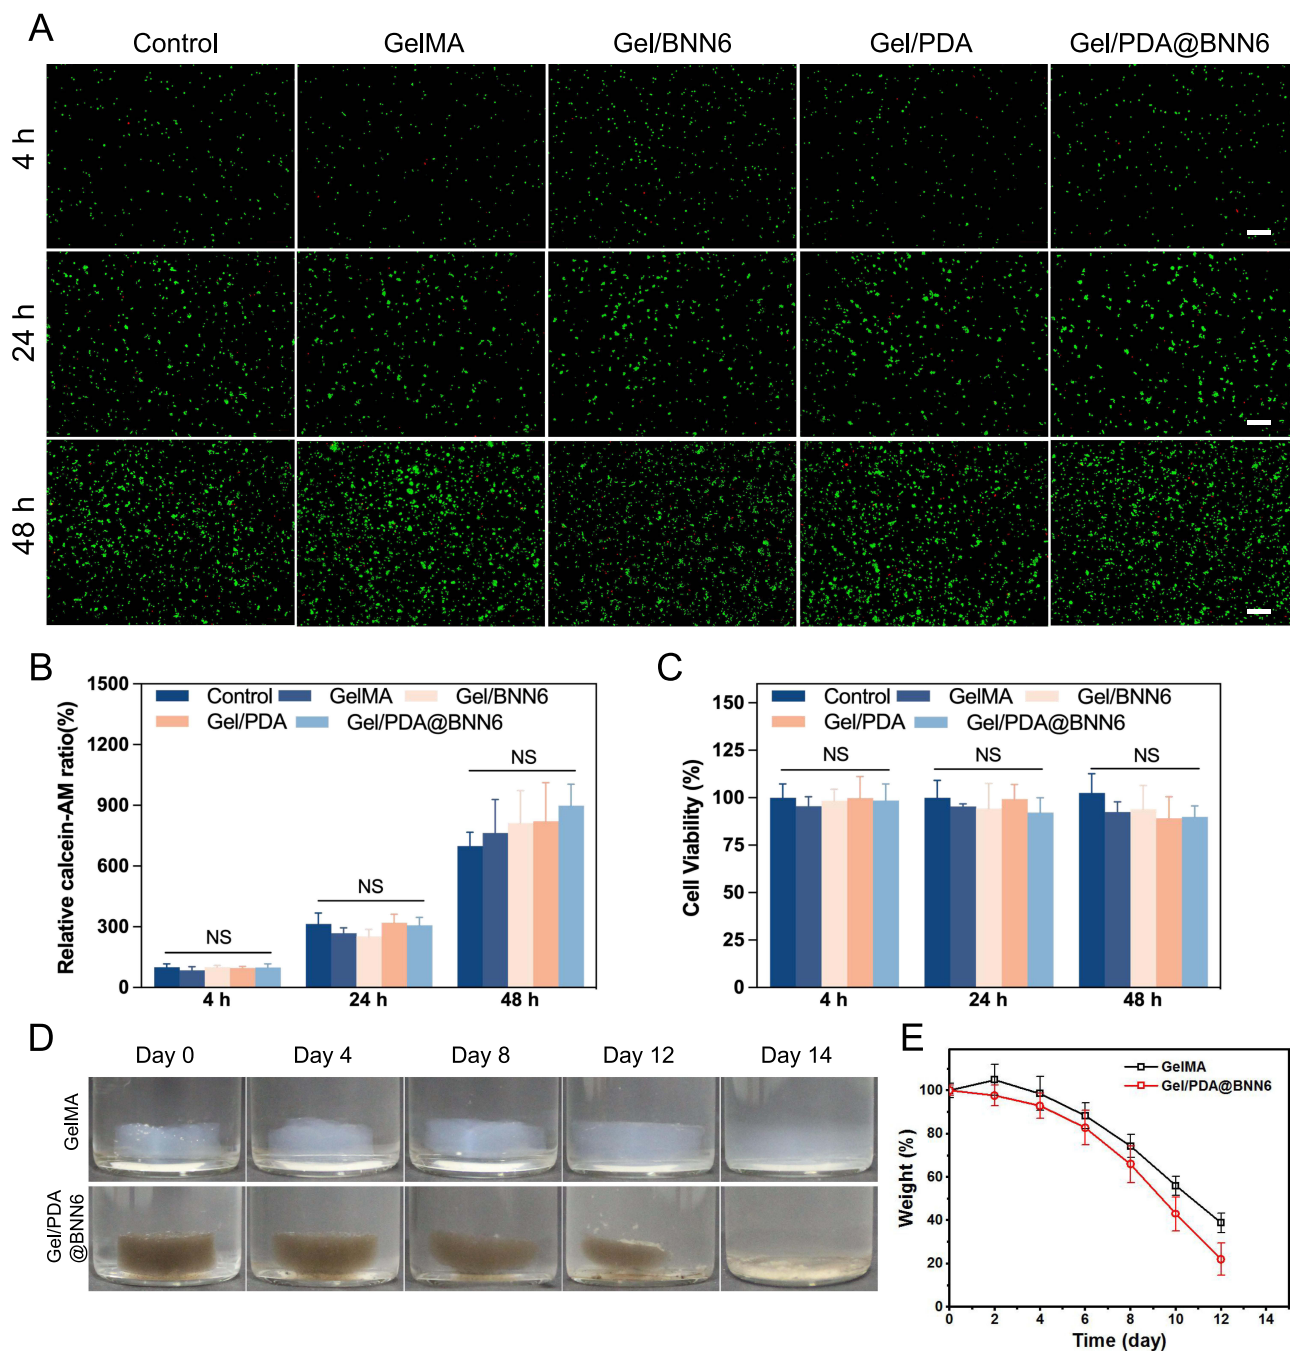 A
Control GelMA Gel/BNN6 Gel/PDA Gel/PDA@BNN6
4 h
24 h
48 h
B
Relative calcein-AM ratio(%)
1500
1200
900
600
300
0
Control GelMA Gel/BNN6
Gel/PDA Gel/PDA@BNN6
NS
NS
NS
4 h 24 h 48 h
C
Cell Viability (%)
150
125
100
75
50
25
0
Control GelMA Gel/BNN6
Gel/PDA Gel/PDA@BNN6
NS NS NS
4 h 24 h 48 h
D
Day 0 Day 4 Day 8 Day 12 Day 14
GelMA
Gel/PDA
@BNN6
E
Weight (%)
100
80
60
40
20
0
GelMA
Gel/PDA@BNN6
0 2 4 6 8 10 12 14
Time (day)